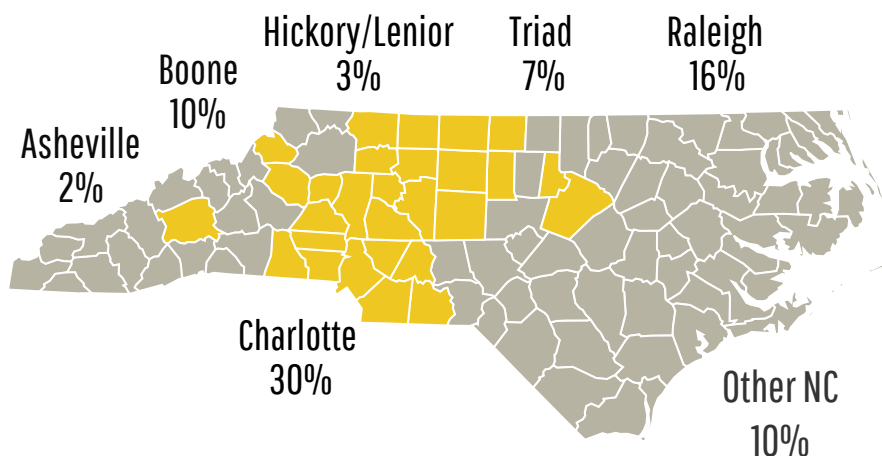 Hickory/Lenior
3%
Triad
7%
Raleigh
16%
Boone
10%
Asheville
2%
Charlotte
30%
Other NC
10%